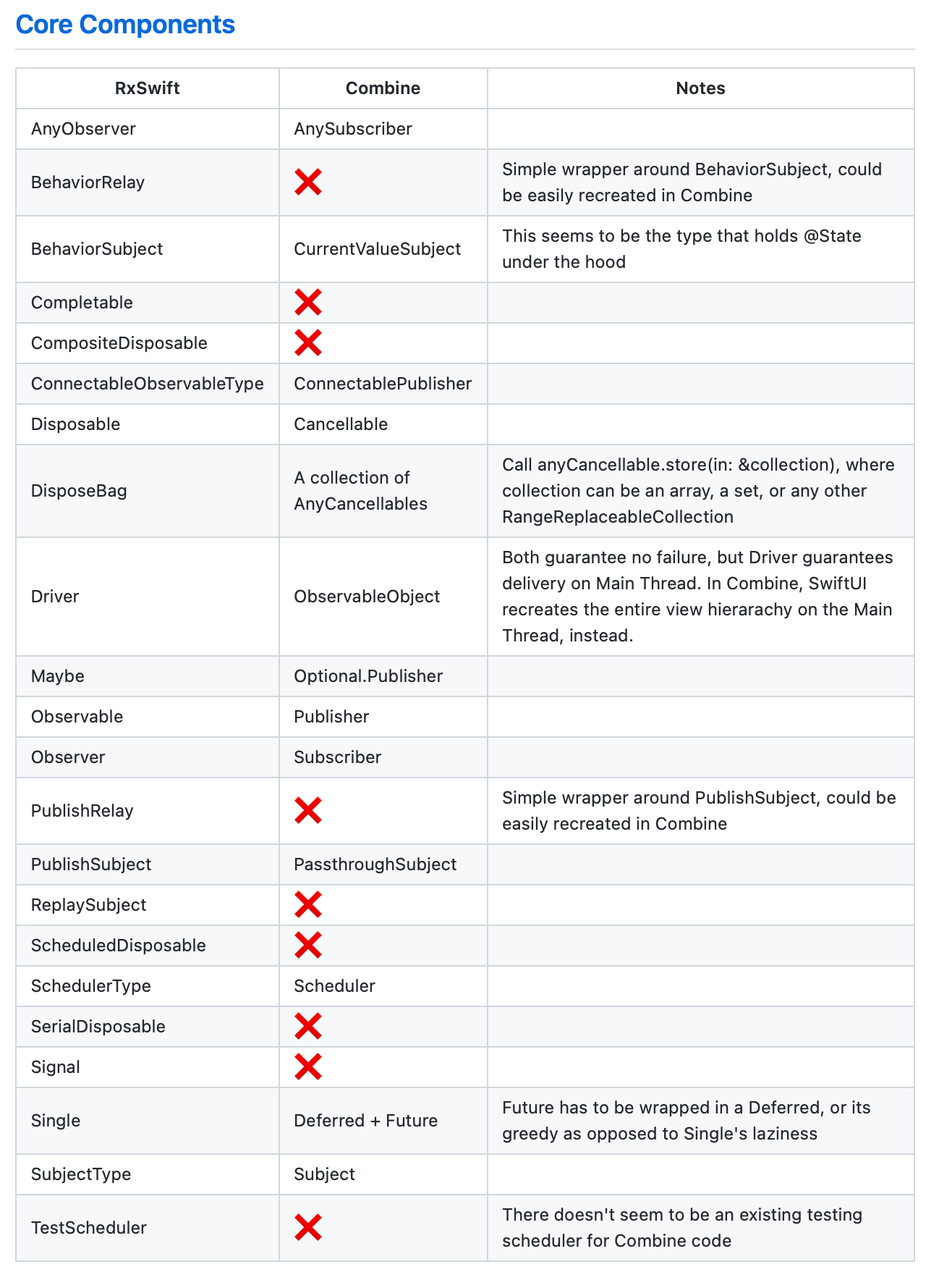 Core Components
RxSwift Combine Notes
AnyObserver AnySubscriber
BehaviorRelay ❌ Simple wrapper around BehaviorSubject, could
be easily recreated in Combine
BehaviorSubject CurrentValueSubject This seems to be the type that holds @State
under the hood
Completable ❌
CompositeDisposable ❌
ConnectableObservableType ConnectablePublisher
Disposable Cancellable
DisposeBag A collection of
AnyCancellables
Call anyCancellable.store(in: &collection), where
collection can be an array, a set, or any other
RangeReplaceableCollection
Driver ObservableObject
Both guarantee no failure, but Driver guarantees
delivery on Main Thread. In Combine, SwiftUI
recreates the entire view hierarachy on the Main
Thread, instead.
Maybe Optional.Publisher
Observable Publisher
Observer Subscriber
PublishRelay ❌ Simple wrapper around PublishSubject, could be
easily recreated in Combine
PublishSubject PassthroughSubject
ReplaySubject ❌
ScheduledDisposable ❌
SchedulerType Scheduler
SerialDisposable ❌
Signal ❌
Single Deferred + Future Future has to be wrapped in a Deferred, or its
greedy as opposed to Single's laziness
SubjectType Subject
TestScheduler ❌ There doesn't seem to be an existing testing
scheduler for Combine code